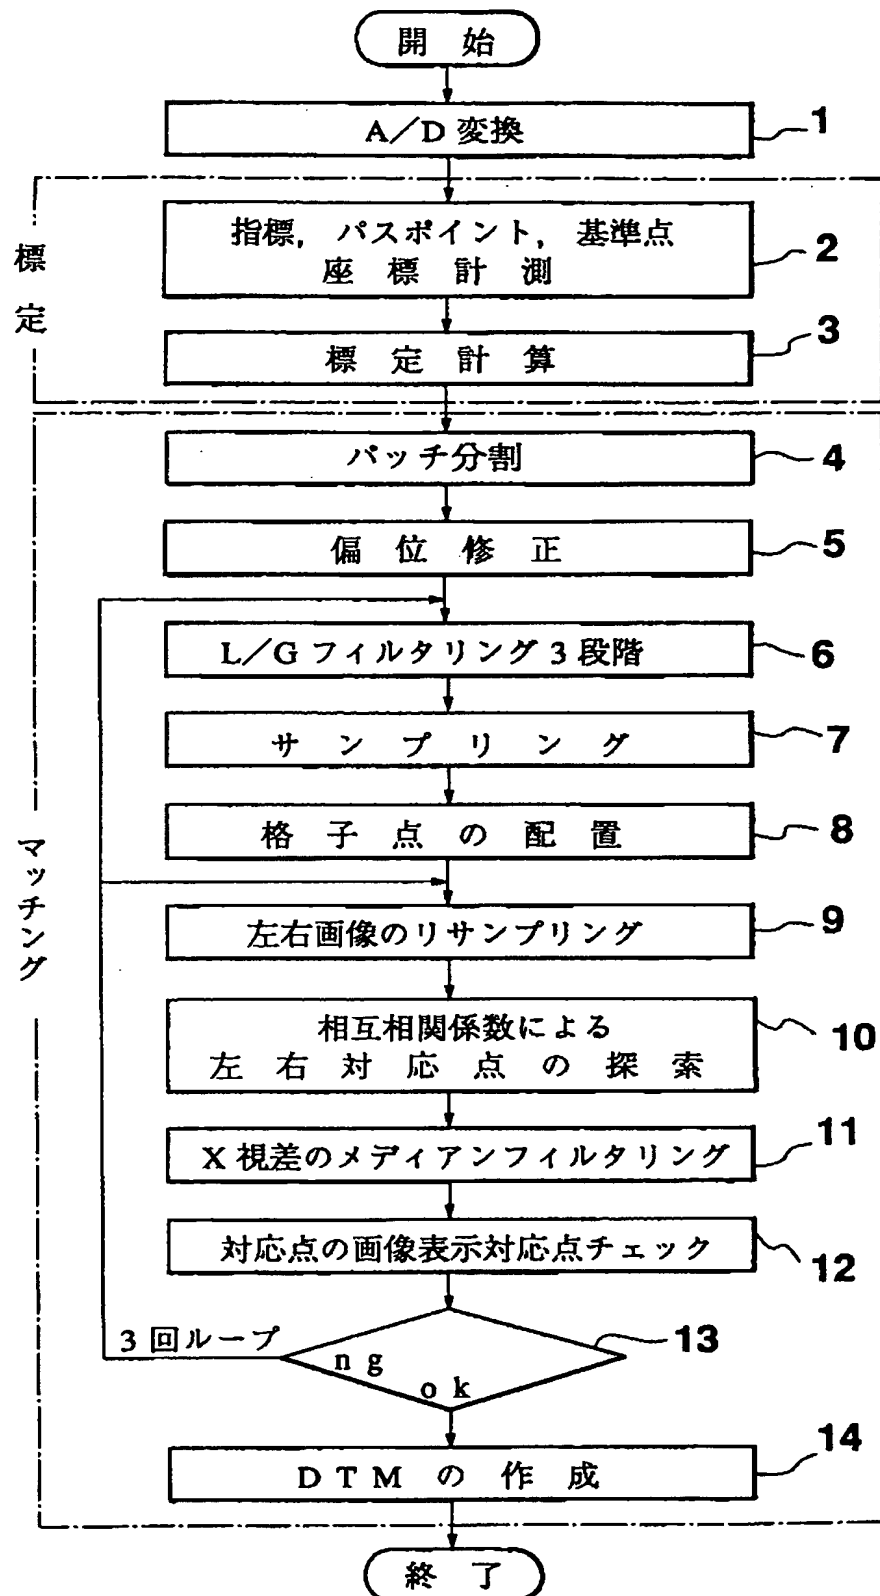 開始
A／D変換
1
標定
指標，パスポイント，基準点
座標計測
2
標定計算
3
マッチング
パッチ分割
4
偏位修正
5
L／Gフィルタリング3段階
6
サンプリング
7
格子点の配置
8
左右画像のリサンプリング
9
相互相関係数による
左右対応点の探索
10
X視差のメディアンフィルタリング
11
対応点の画像表示対応点チェック
12
3回ループ
ng
ok
13
DTMの作成
14
終了